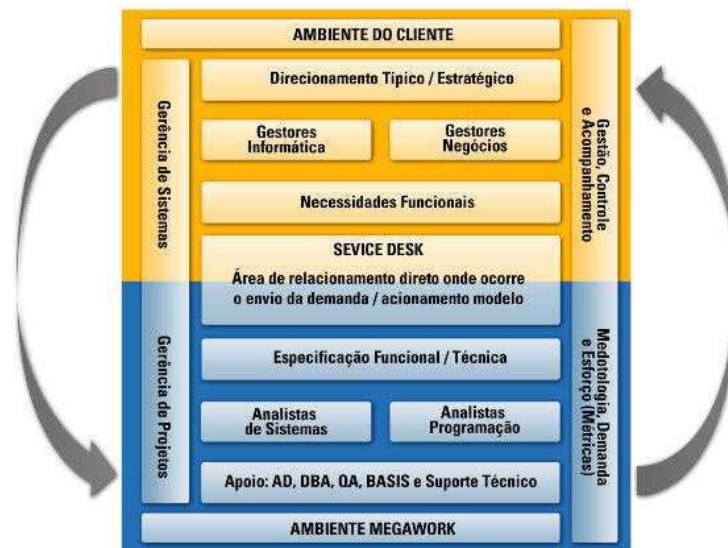 AMBIENTE DO CLIENTE
Direcionamento Típico / Estratégico
Gestores
Informática
Gestores
Negócios
Necessidades Funcionais
SEVICE DESK
Área de relacionamento direto onde ocorre
o envio da demanda / acionamento modelo
Especificação Funcional / Técnica
Analistas
de Sistemas
Analistas
Programação
Apoio: AD, DBA, QA, BASIS e Suporte Técnico
AMBIENTE MEGAWORK
Gerência de Sistemas
Gerência de Projetos
Gestão, Controle
e Acompanhamento
Medotologia, Demanda
e Esforço (Métricas)